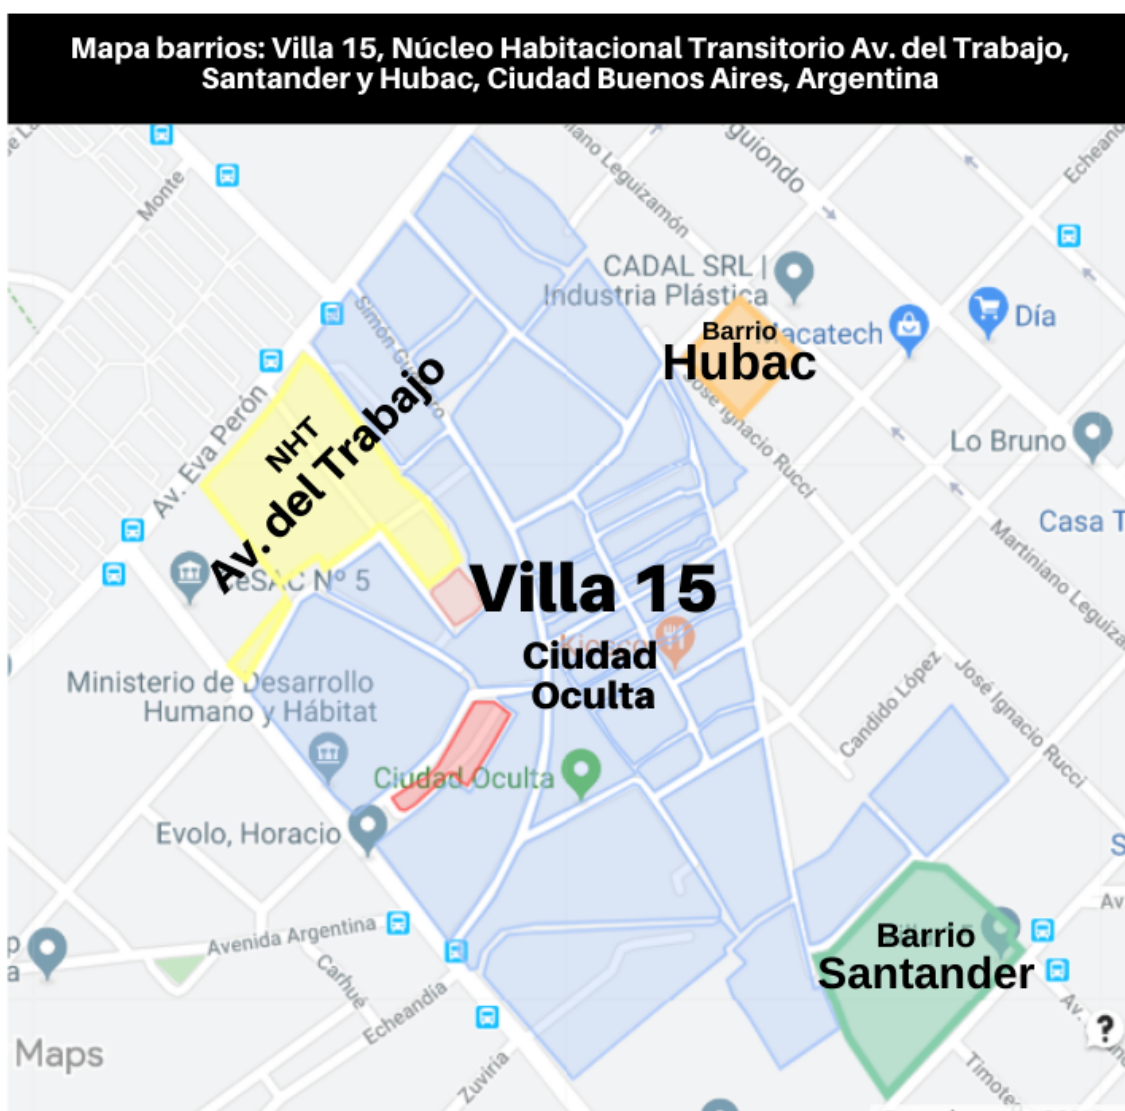 Mapa barrios: Villa 15, Núcleo Habitacional Transitorio Av. del Trabajo,
Santander y Hubac, Ciudad Buenos Aires, Argentina
Monte
Leguizamón
guiondo
CADAL SRL |
Industria Plástica
Barrio
Hubac
acatech
Día
José Ignacio Rucci
Lo Bruno
Casa T
Av. Eva Perón
NHT
Av. del Trabajo
CeSAC Nº 5
Villa 15
Ciudad
Oculta
Martiniano Leguiza
Ministerio de Desarrollo
Humano y Hábitat
Candido López
José Ignacio Rucci
Ciudad Oculta
Evolo, Horacio
Avenida Argentina
Barrio
Santander
Carhué
Echeandía
Zuviria
Av.
Timote
Maps
?